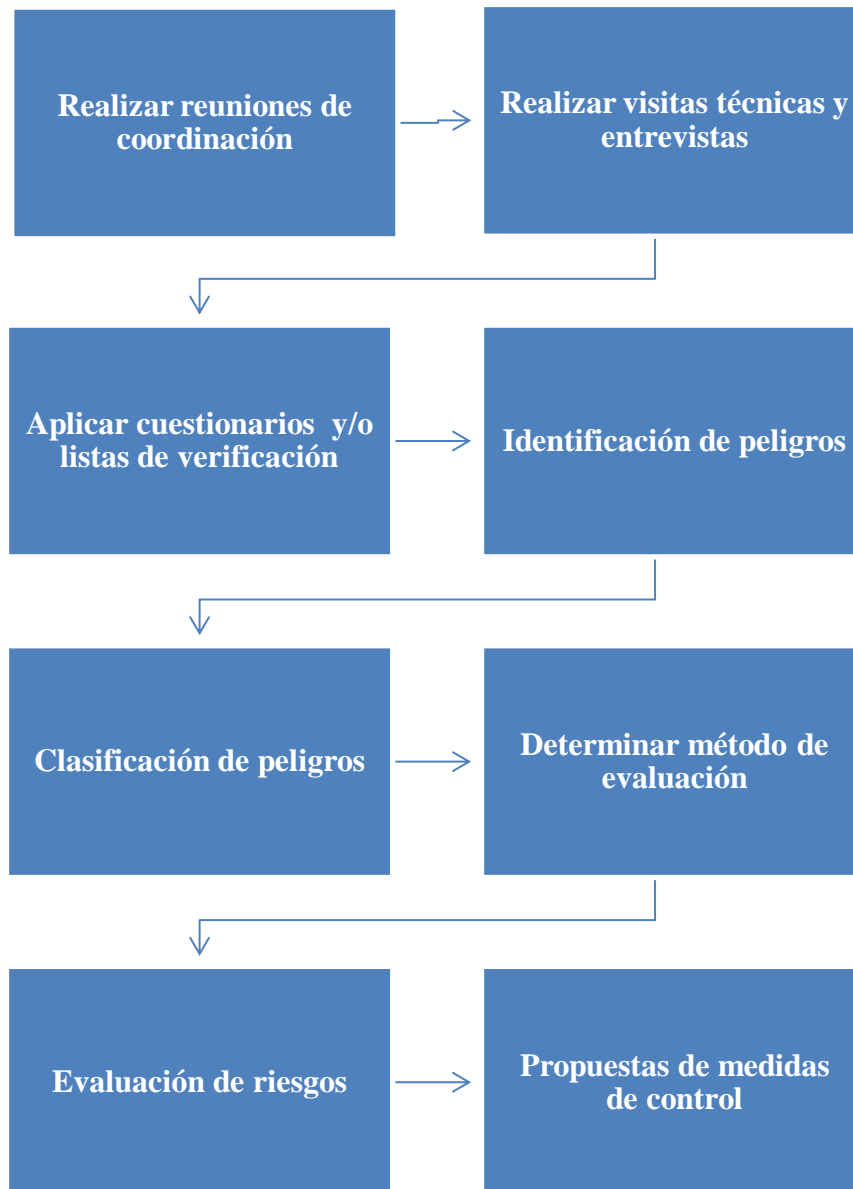 Realizar reuniones de
coordinación
Realizar visitas técnicas y
entrevistas
Aplicar cuestionarios y/o
listas de verificación
Identificación de peligros
Clasificación de peligros
Determinar método de
evaluación
Evaluación de riesgos
Propuestas de medidas
de control